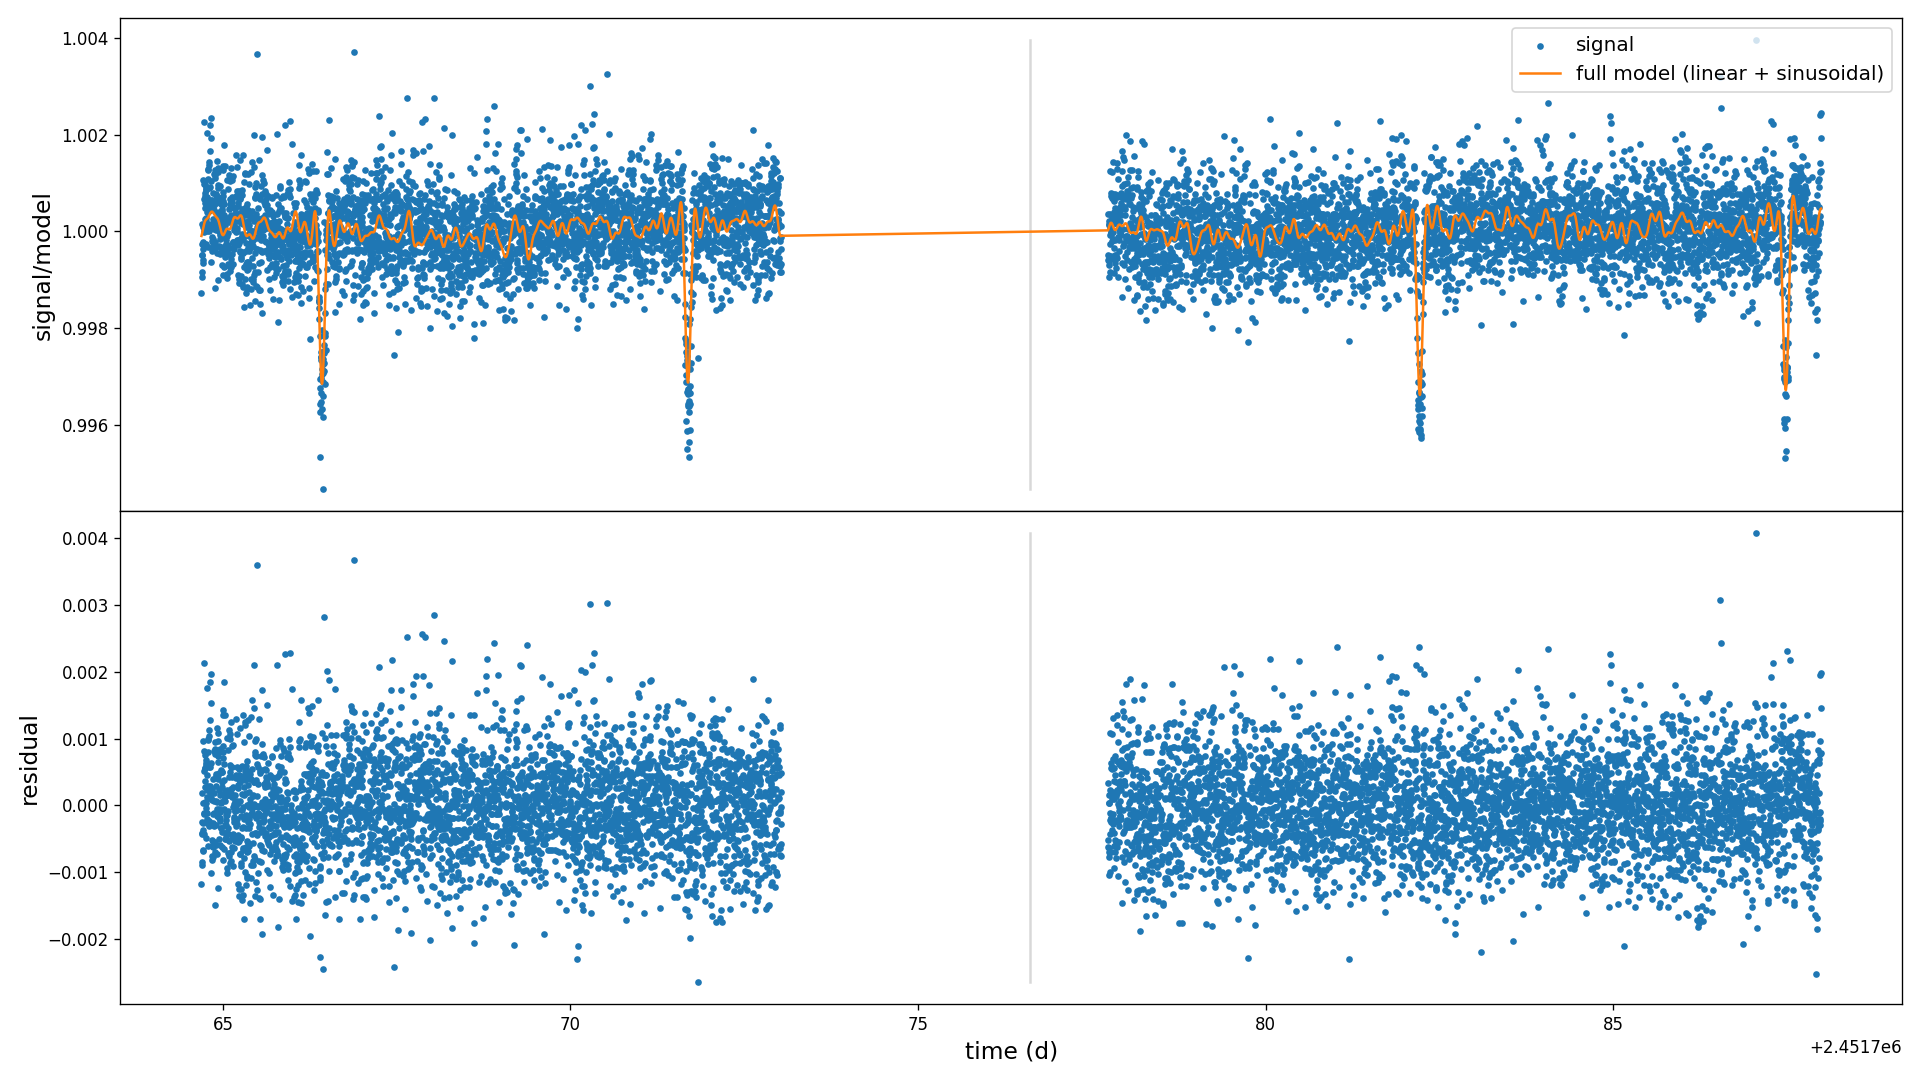 1.004
1.002
1.000
0.998
0.996
signal/model
signal
full model (linear + sinusoidal)
0.004
0.003
0.002
0.001
0.000
−0.001
−0.002
residual
65
70
75
80
85
time (d)
+2.4517e6